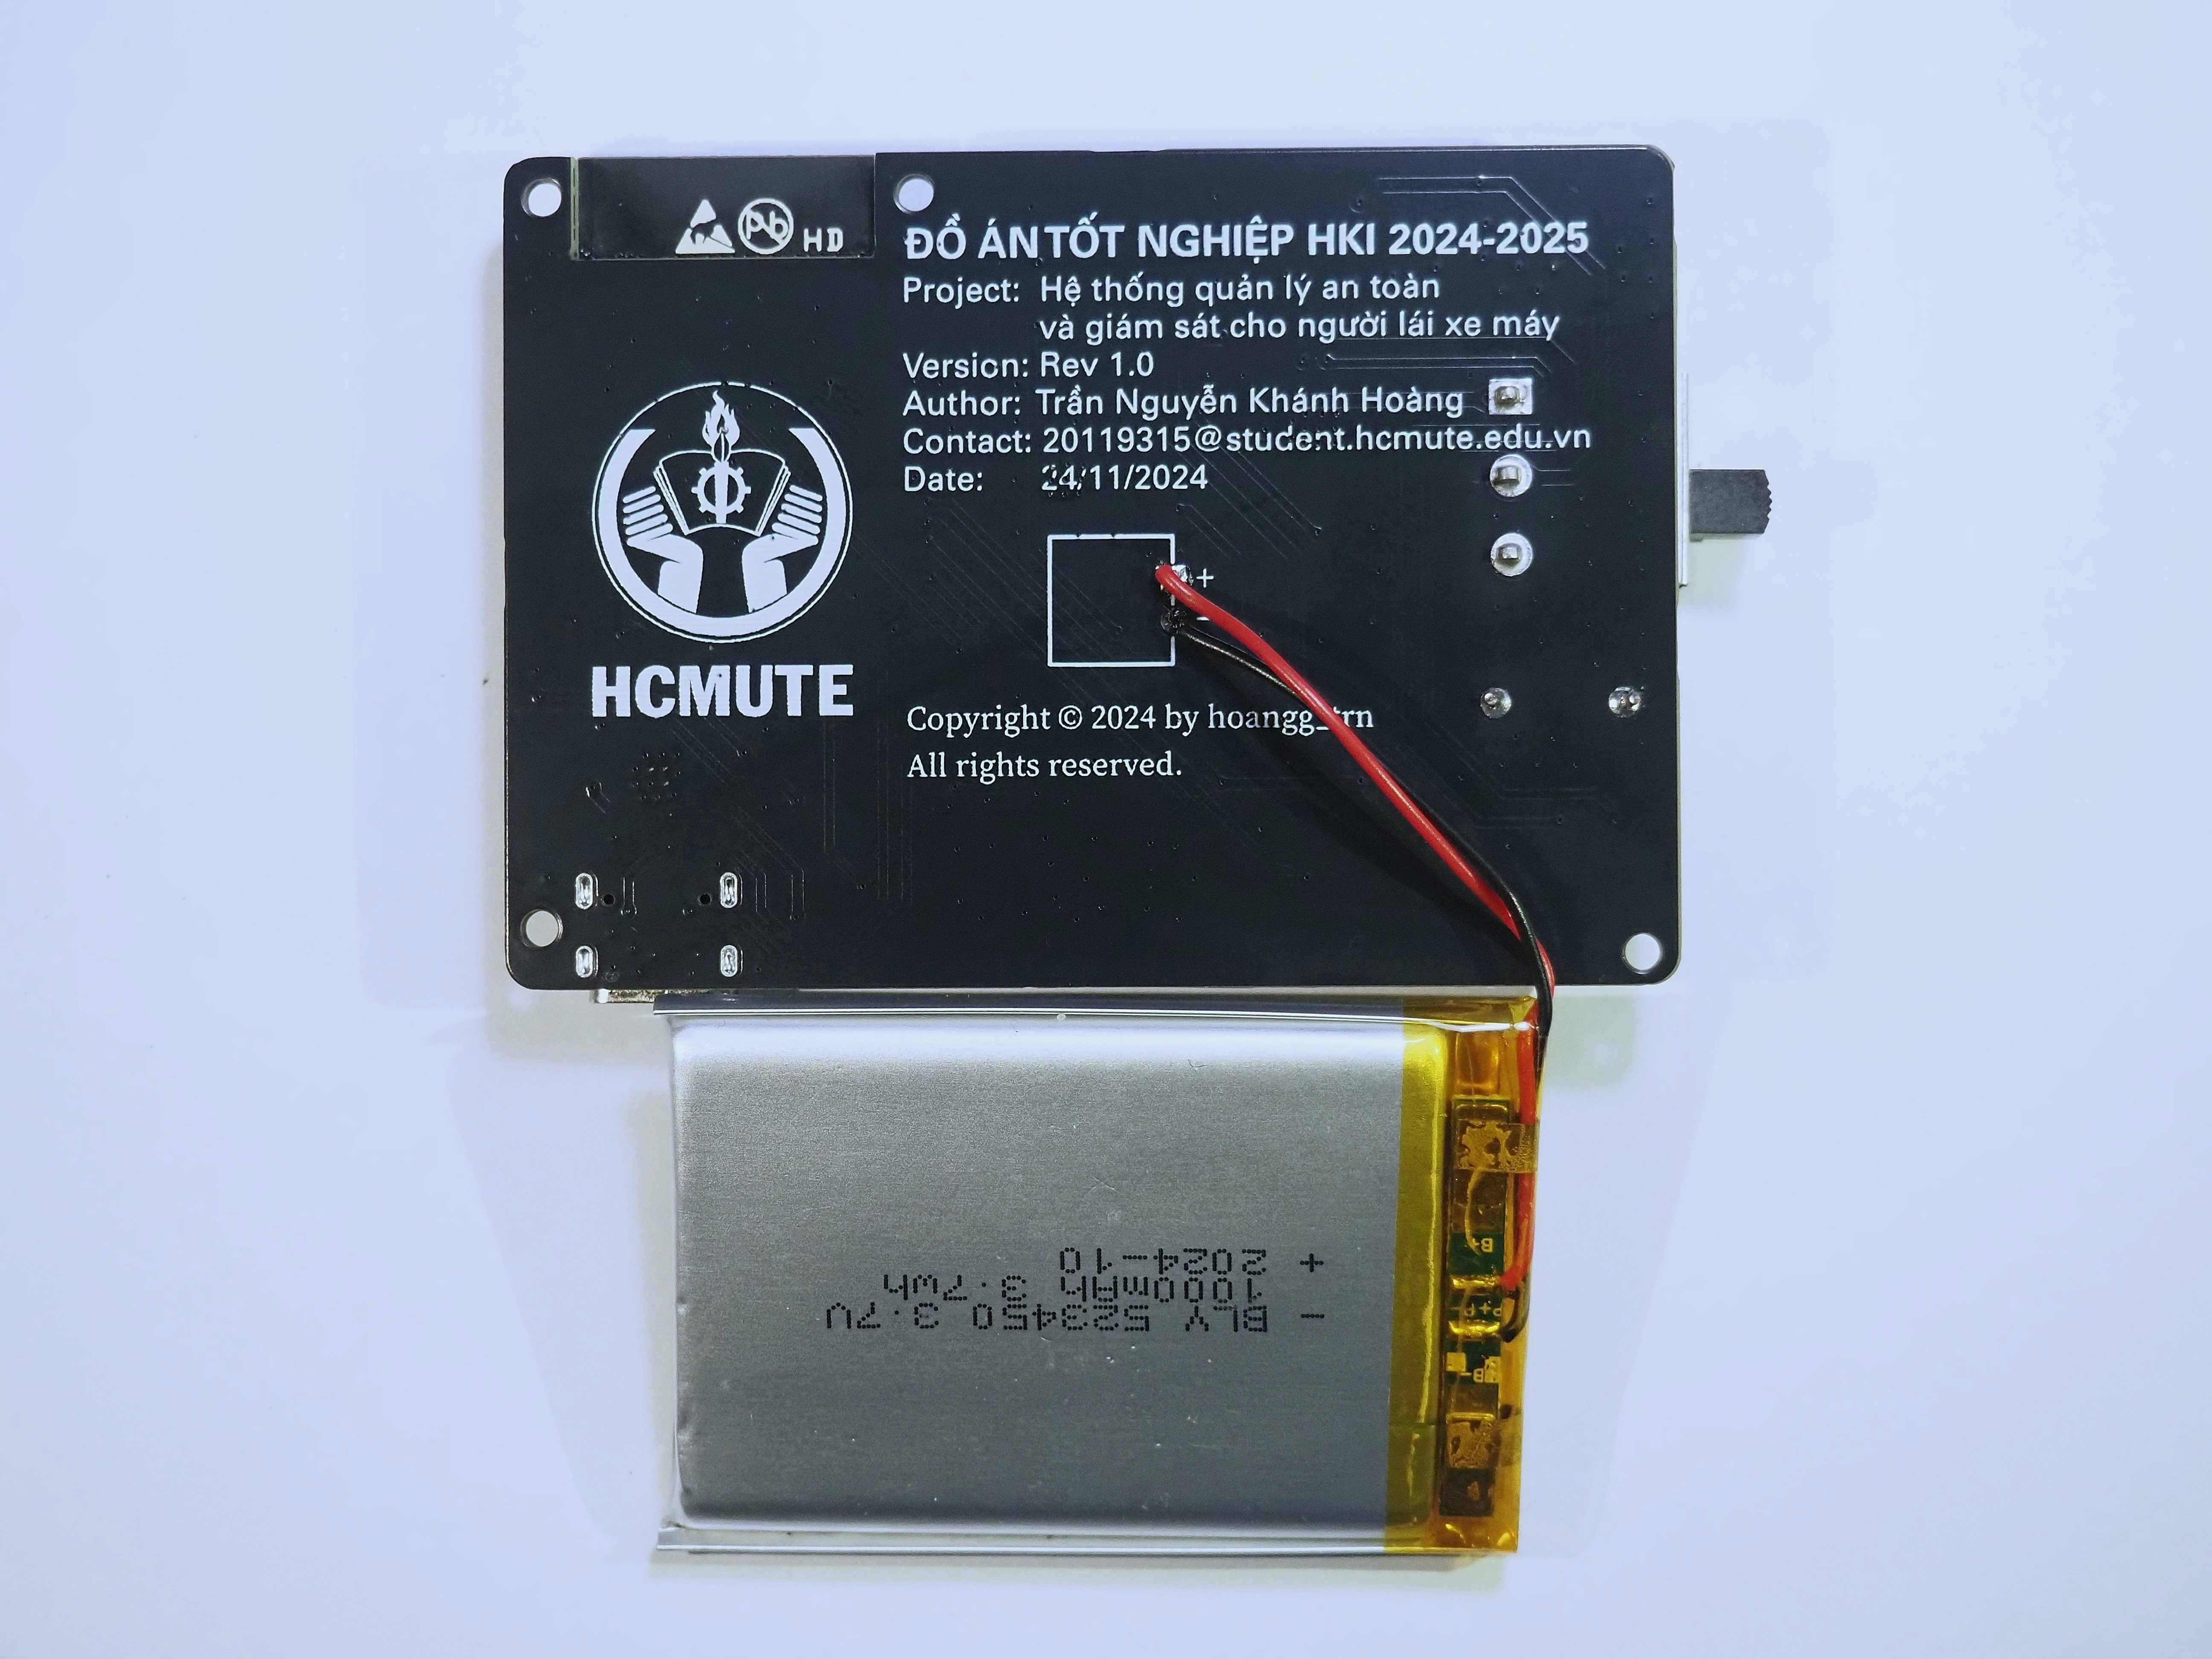 Pb HD
ĐỒ ÁN TỐT NGHIỆP HKI 2024-2025
Project: Hệ thống quản lý an toàn
và giám sát cho người lái xe máy
Version: Rev 1.0
Author: Trần Nguyễn Khánh Hoàng
Contact: 20119315@student.hcmute.edu.vn
Date: 24/11/2024
+
-
HCMUTE
Copyright © 2024 by hoangg_trn
All rights reserved.
- BLY 523450 3.7V
1000mAh 3.7Wh
+ 2024-10
B+
P+P-
B-